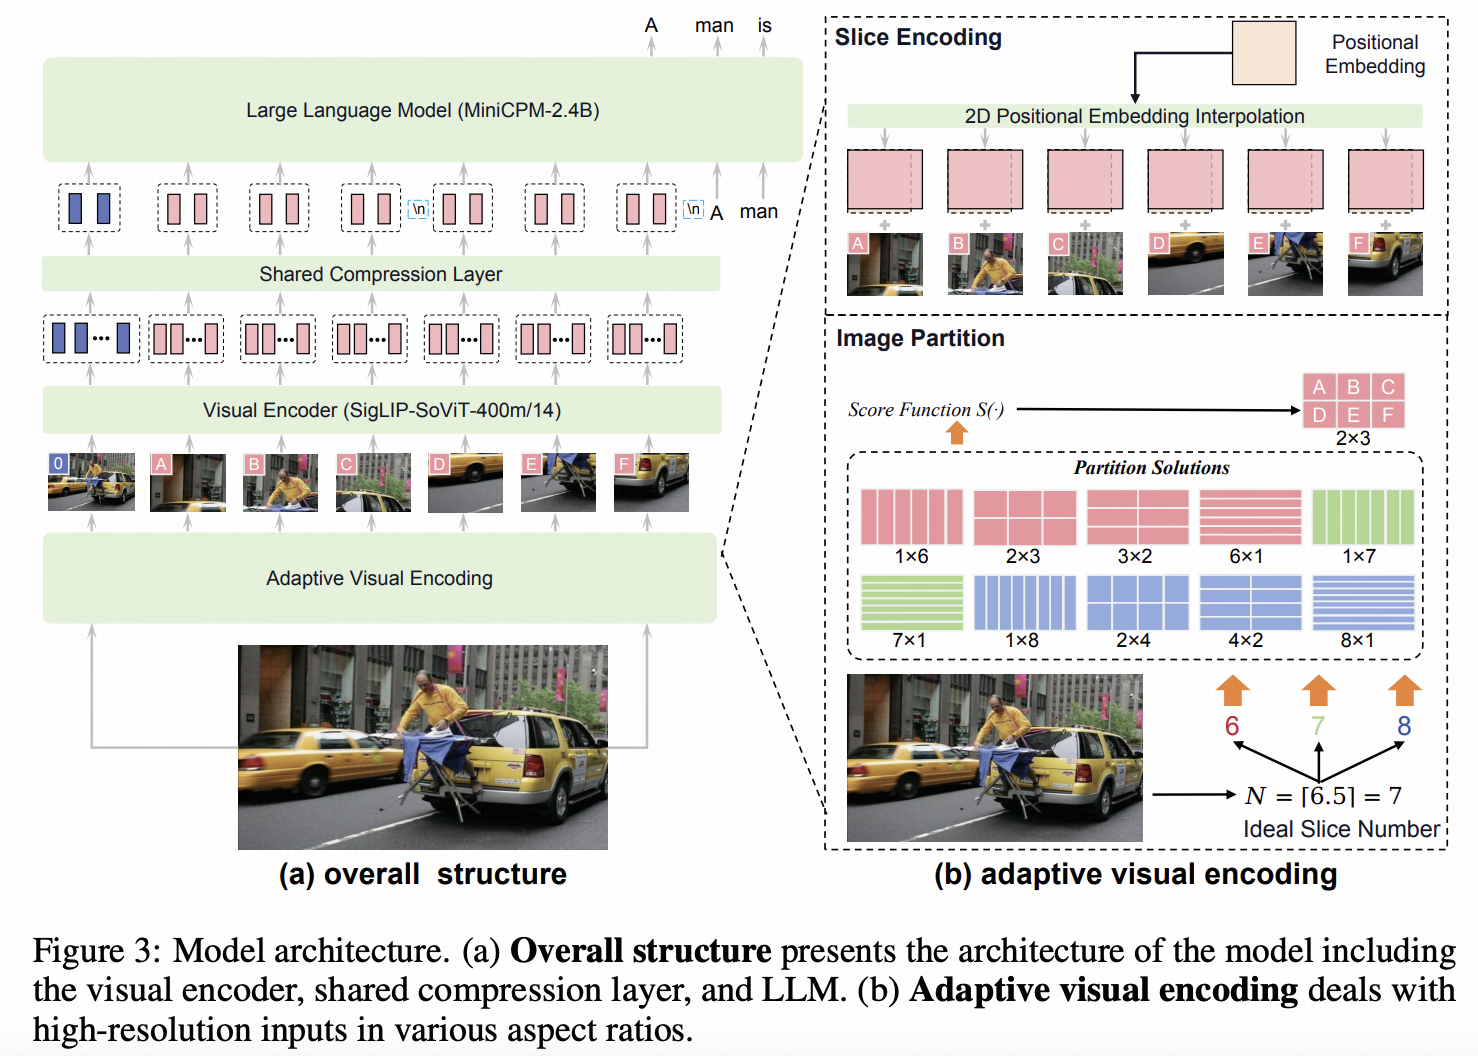 A man is
Large Language Model (MiniCPM-2.4B)
\n \n A man
Shared Compression Layer
Visual Encoder (SigLIP-SoViT-400m/14)
0 A B C D E F
Adaptive Visual Encoding
(a) overall structure
Slice Encoding
Positional
Embedding
2D Positional Embedding Interpolation
+ + + + + +
A B C D E F
Image Partition
Score Function S(·)
A B C
D E F
2×3
Partition Solutions
1×6 2×3 3×2 6×1 1×7
7×1 1×8 2×4 4×2 8×1
6 7 8
N = ⌈6.5⌉ = 7
Ideal Slice Number
(b) adaptive visual encoding
Figure 3: Model architecture. (a) Overall structure presents the architecture of the model including
the visual encoder, shared compression layer, and LLM. (b) Adaptive visual encoding deals with
high-resolution inputs in various aspect ratios.